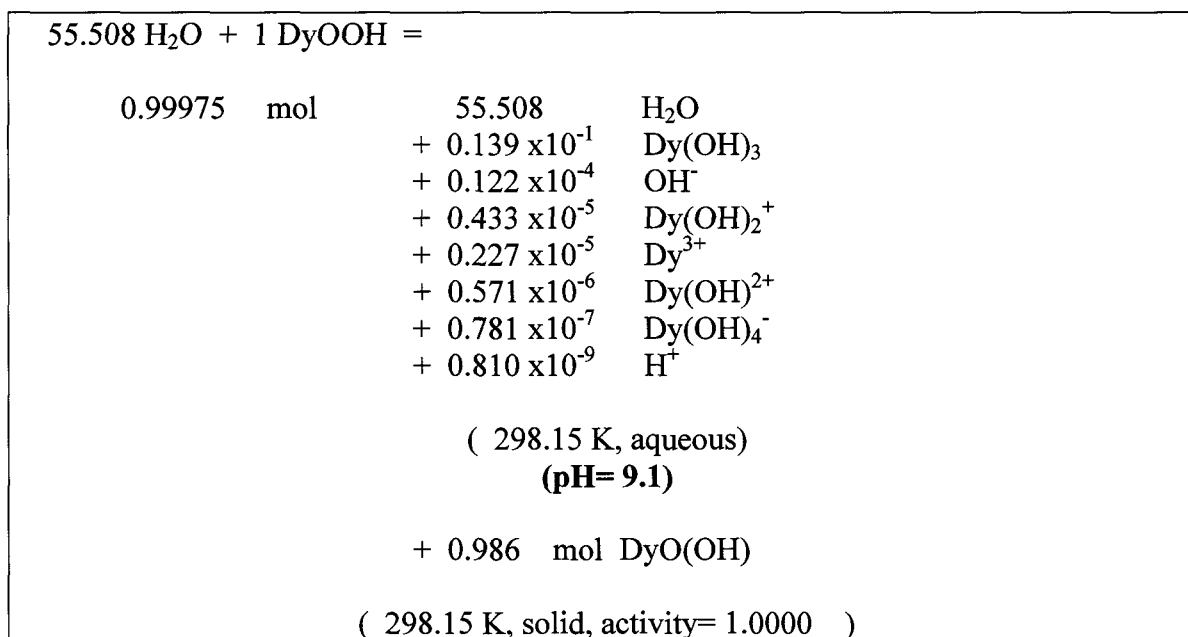 55.508 H₂O + 1 DyOOH =
0.99975 mol 55.508 H₂O
+ 0.139 x10⁻¹ Dy(OH)₃
+ 0.122 x10⁻⁴ OH⁻
+ 0.433 x10⁻⁵ Dy(OH)₂⁺
+ 0.227 x10⁻⁵ Dy³⁺
+ 0.571 x10⁻⁶ Dy(OH)²⁺
+ 0.781 x10⁻⁷ Dy(OH)₄⁻
+ 0.810 x10⁻⁹ H⁺
( 298.15 K, aqueous)
(pH= 9.1)
+ 0.986 mol DyO(OH)
( 298.15 K, solid, activity= 1.0000 )